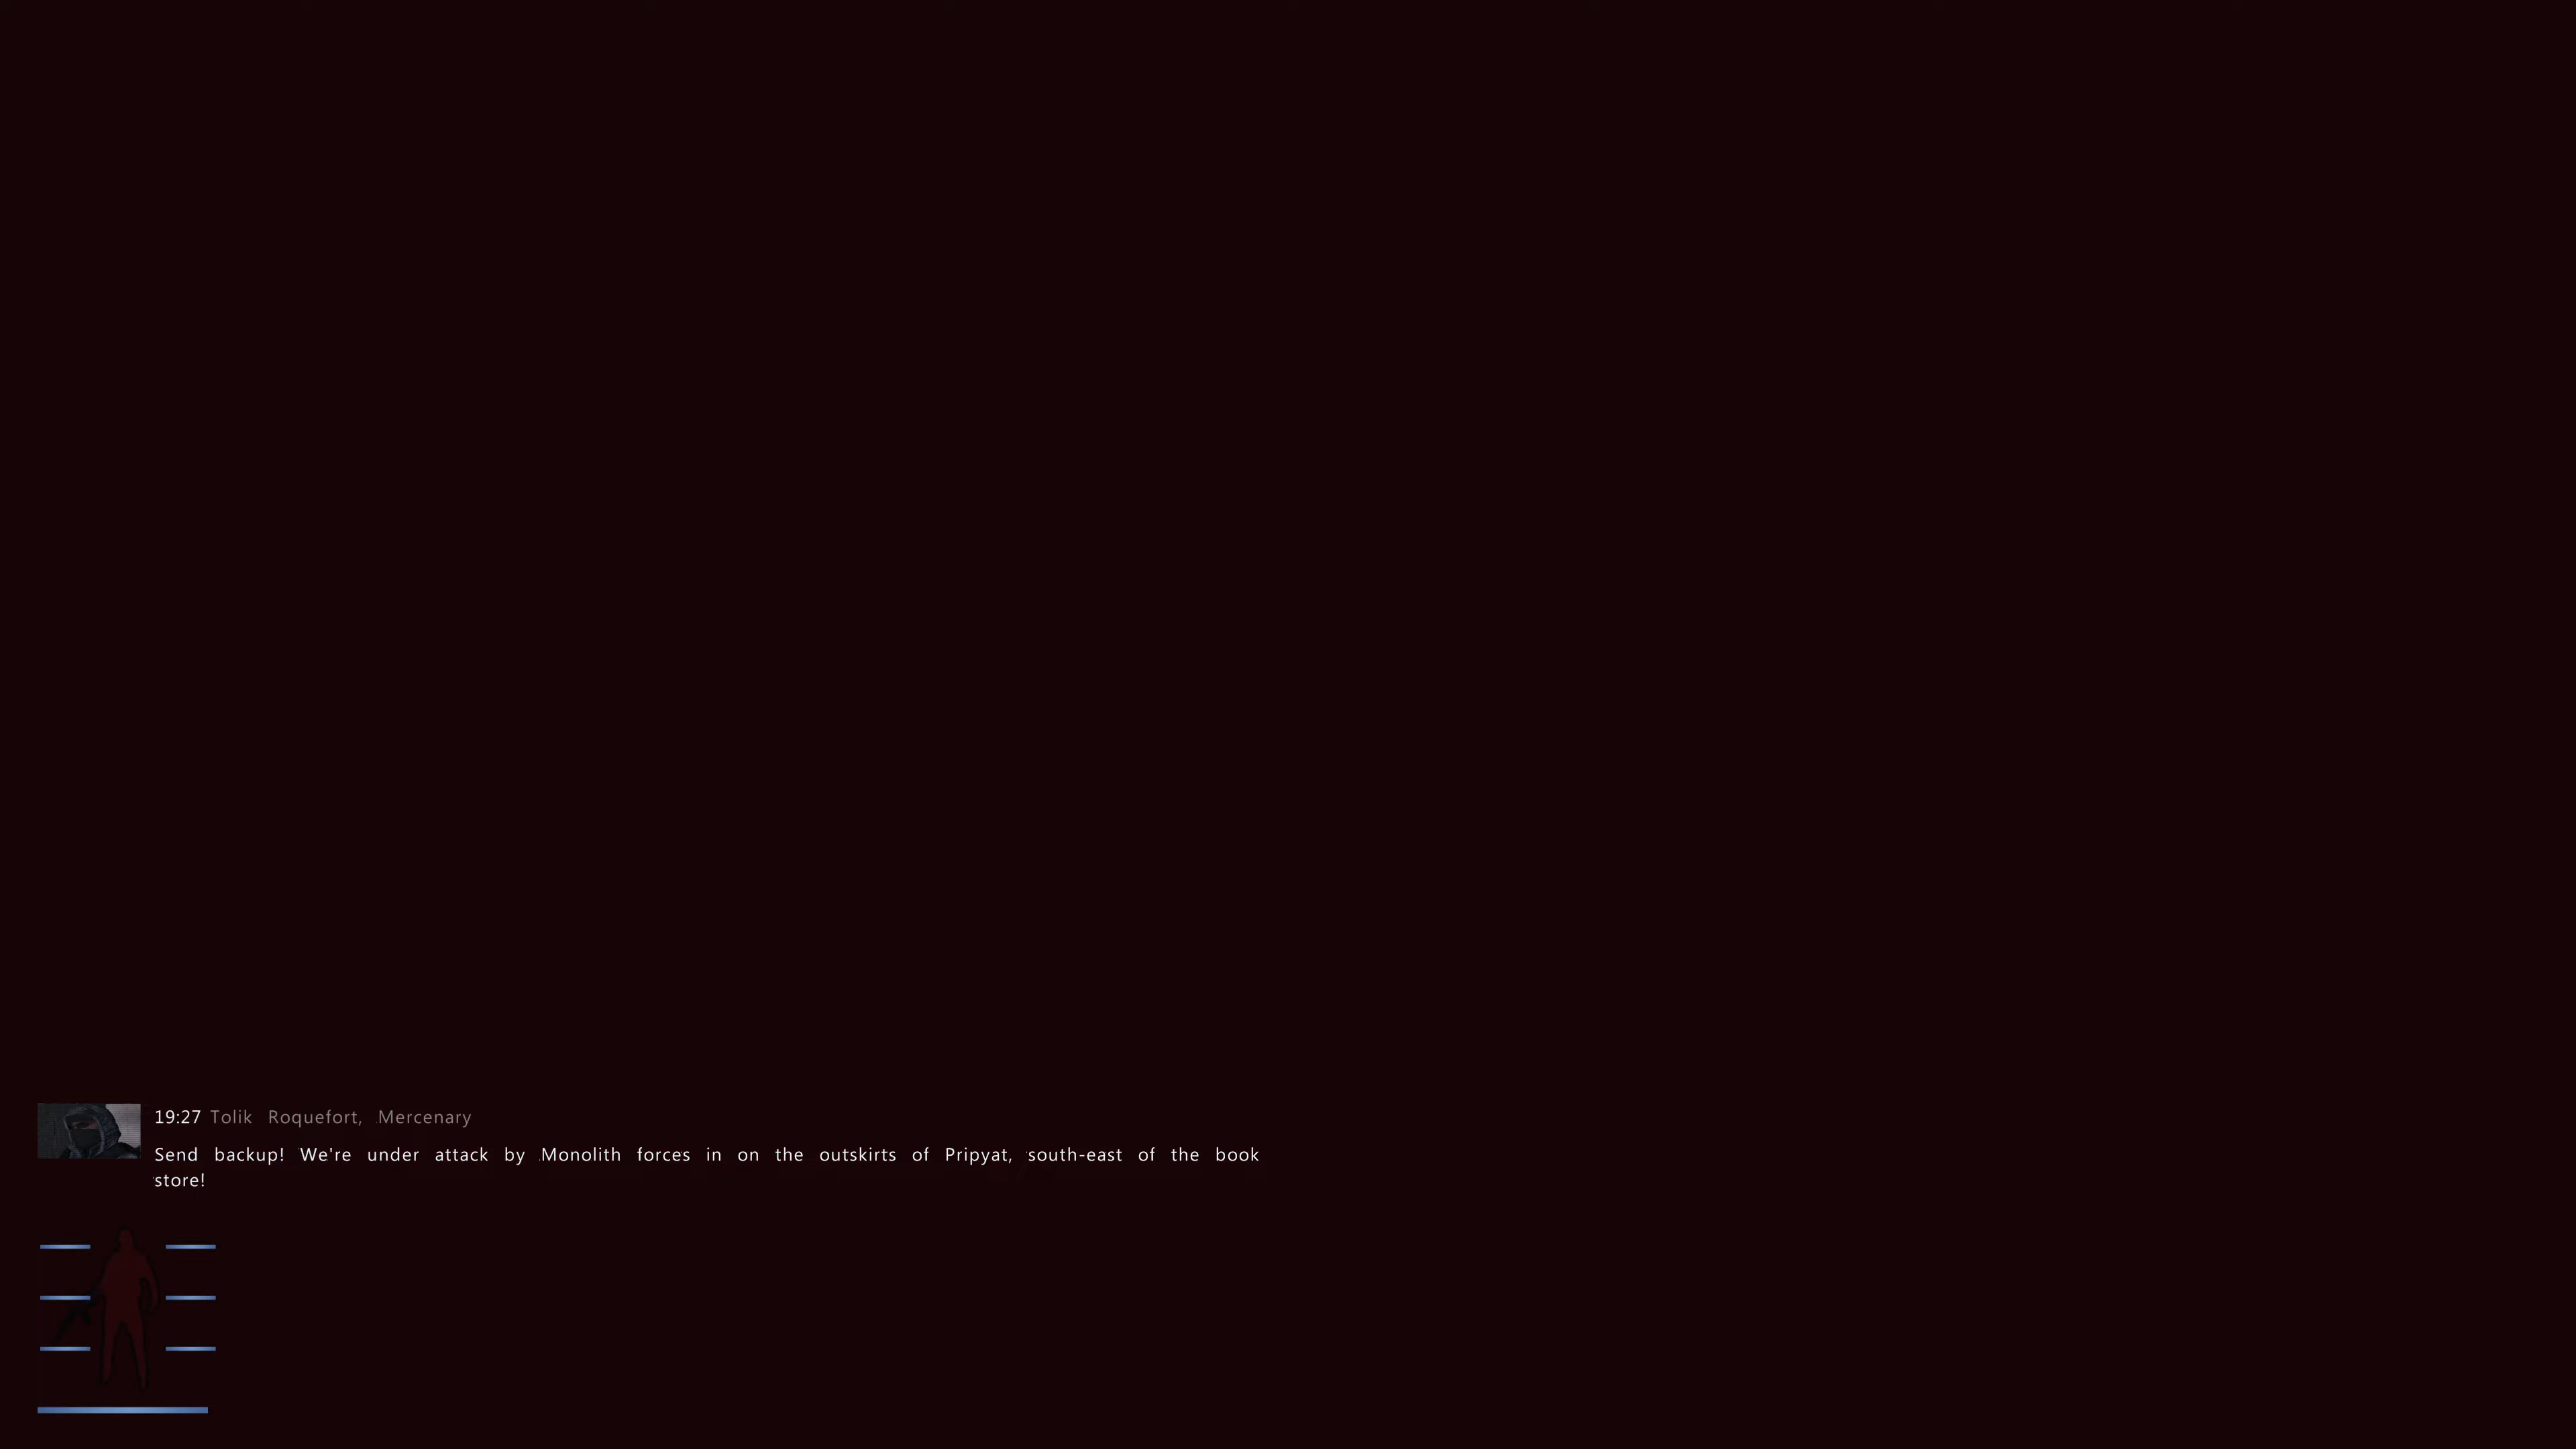 19:27 Tolik Roquefort, Mercenary
Send backup! We're under attack by Monolith forces in on the outskirts of Pripyat, south-east of the book
store!